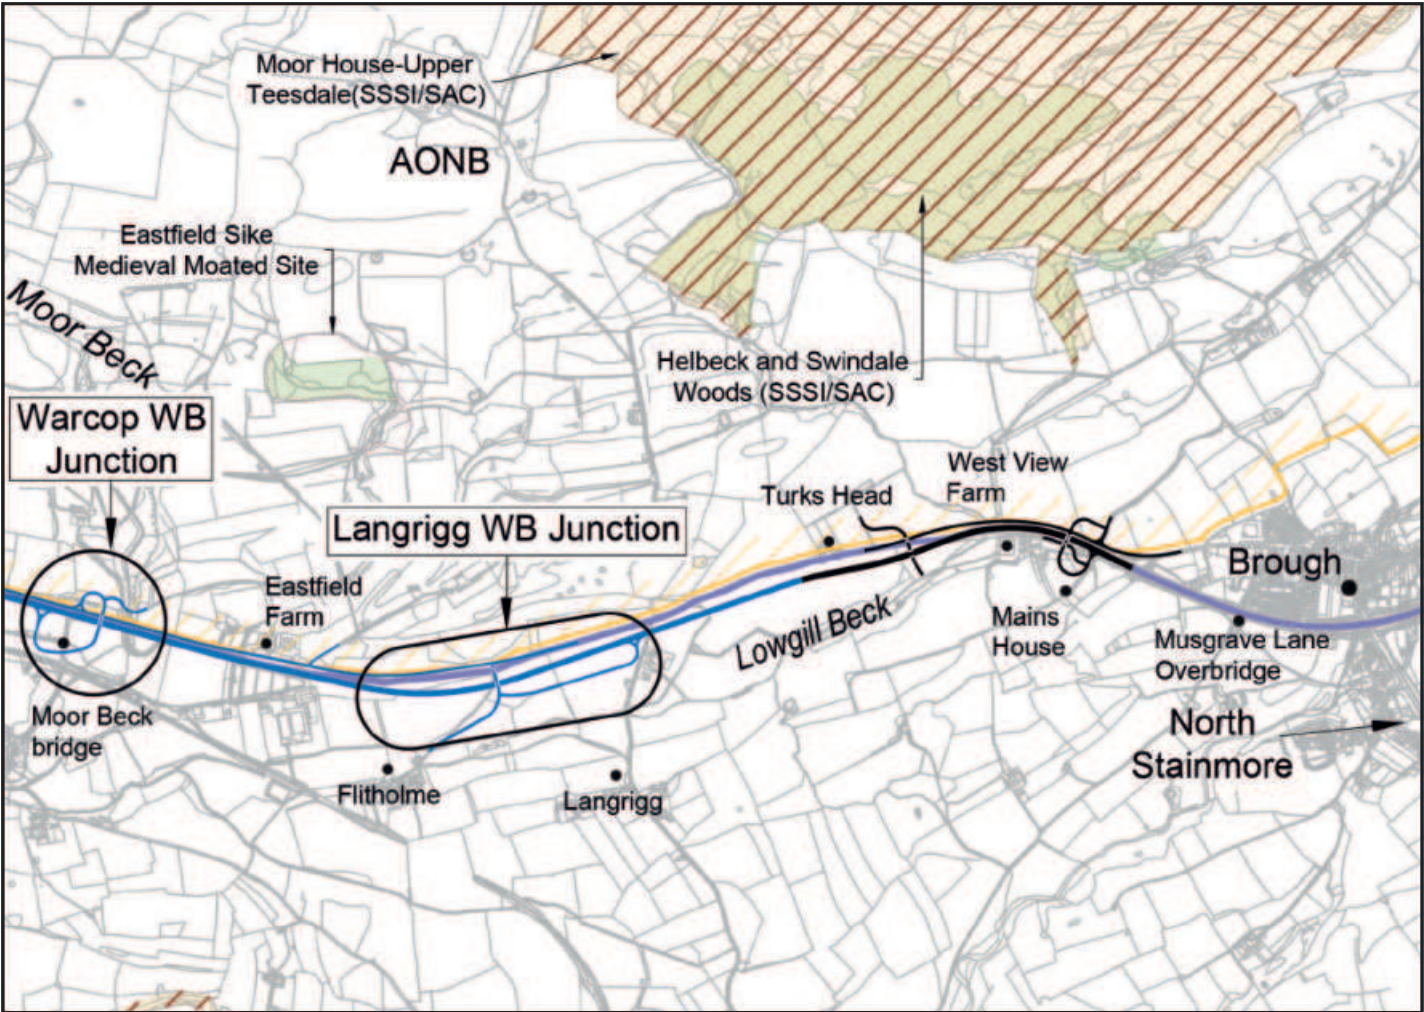 Moor House-Upper
Teesdale(SSSI/SAC)
AONB
Eastfield Sike
Medieval Moated Site
Moor Beck
Helbeck and Swindale
Woods (SSSI/SAC)
Warcop WB
Junction
West View
Farm
Turks Head
Langrigg WB Junction
Brough
Eastfield
Farm
Lowgill Beck
Mains
House
Musgrave Lane
Overbridge
Moor Beck
bridge
North
Stainmore
Flitholme
Langrigg